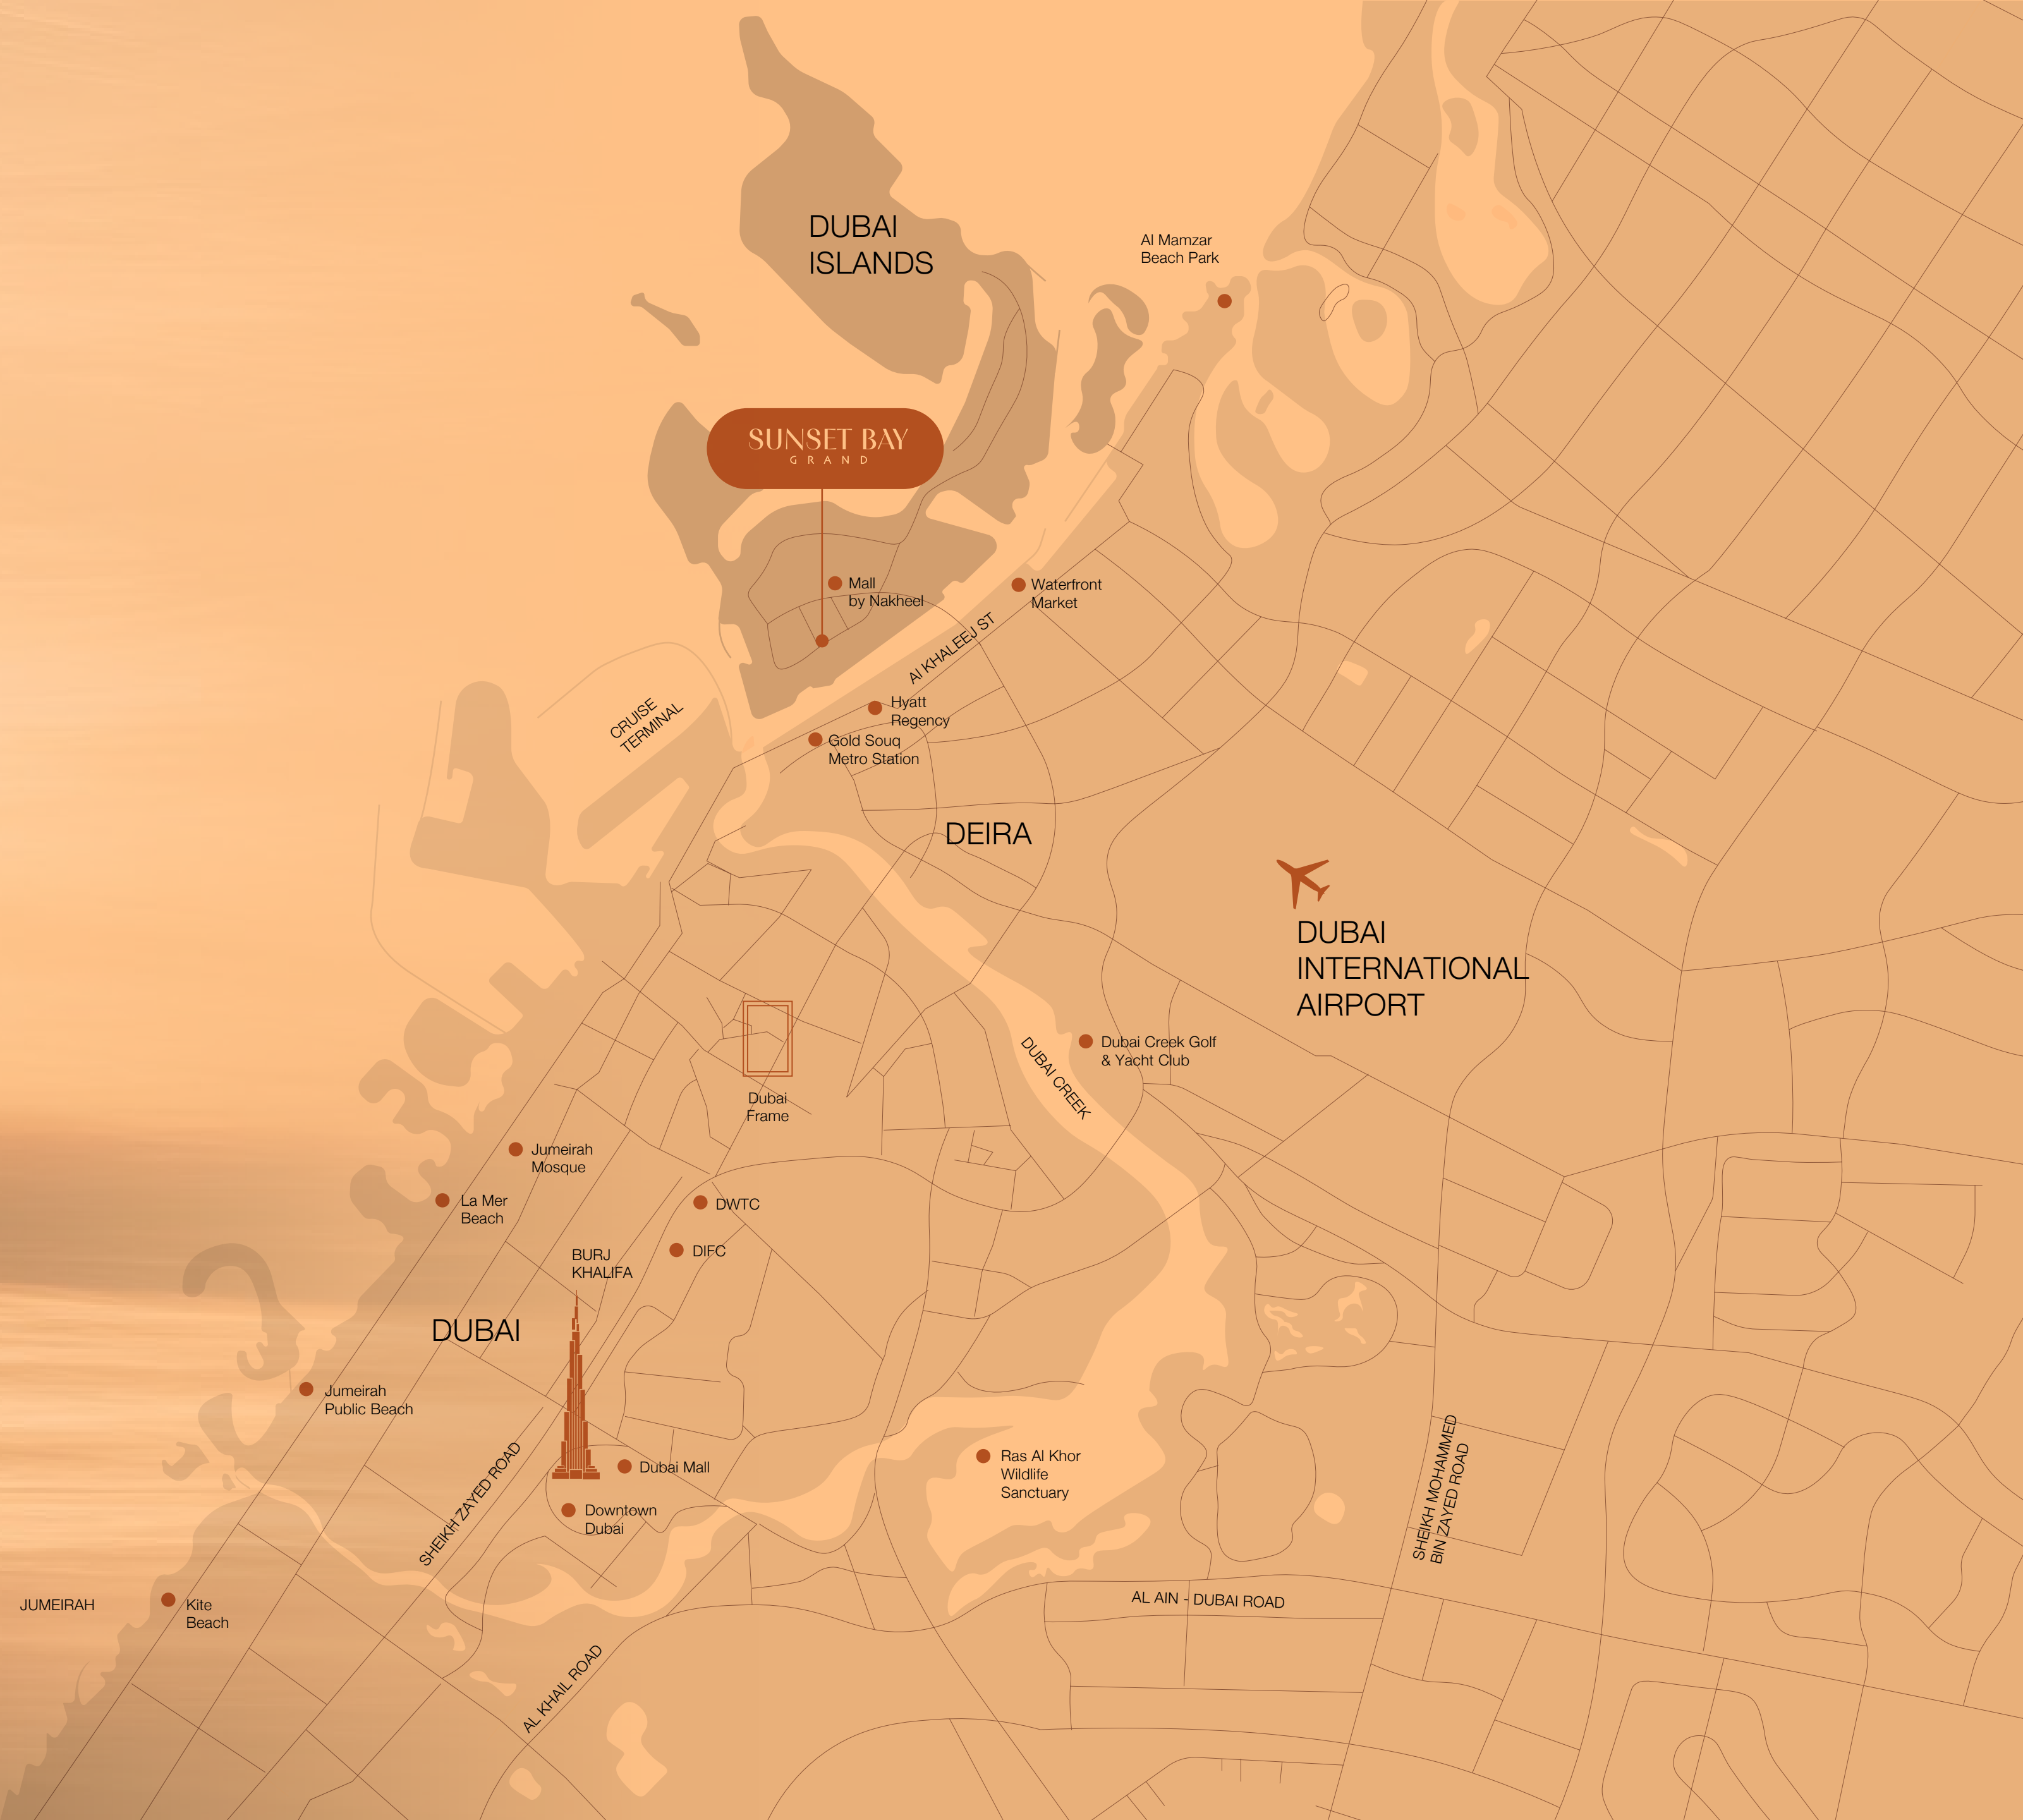 DUBAI
ISLANDS
Al Mamzar
Beach Park
SUNSET BAY
GRAND
Mall
by Nakheel
Waterfront
Market
Al KHALEEJ ST
CRUISE
TERMINAL
Hyatt
Regency
Gold Souq
Metro Station
DEIRA
DUBAI
INTERNATIONAL
AIRPORT
DUBAI CREEK
Dubai Creek Golf
& Yacht Club
Dubai
Frame
Jumeirah
Mosque
La Mer
Beach
DWTC
DIFC
BURJ
KHALIFA
DUBAI
Jumeirah
Public Beach
SHEIKH ZAYED ROAD
Dubai Mall
Downtown
Dubai
Ras Al Khor
Wildlife
Sanctuary
SHEIKH MOHAMMED
BIN ZAYED ROAD
JUMEIRAH
Kite
Beach
AL AIN - DUBAI ROAD
AL KHAIL ROAD